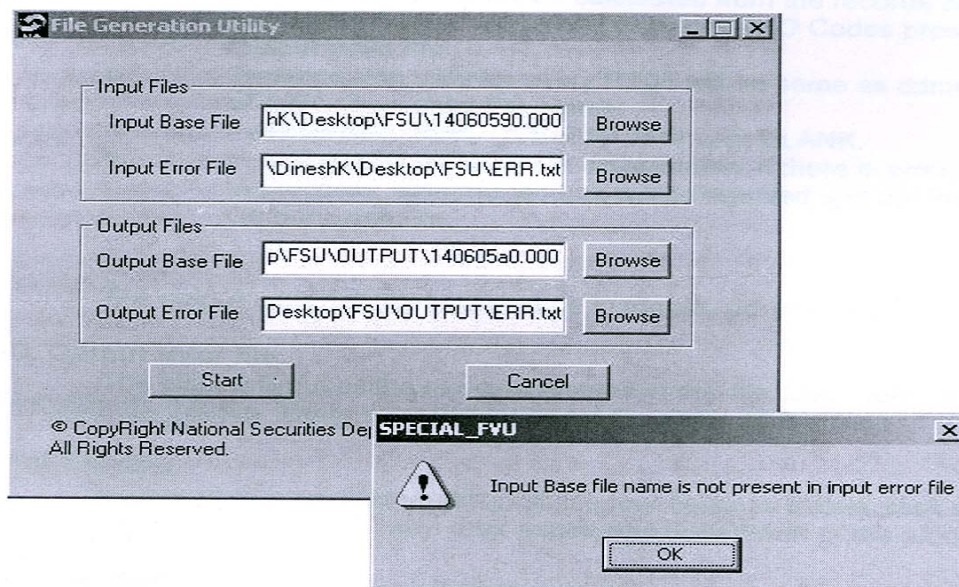 File Generation Utility
Input Files
Input Base File hK\Desktop\FSU\14060590.000 Browse
Input Error File \DineshK\Desktop\FSU\ERR.txt Browse
Output Files
Output Base File p\FSU\OUTPUT\140605a0.000 Browse
Output Error File Desktop\FSU\OUTPUT\ERR.txt Browse
Start Cancel
© CopyRight National Securities Dep
All Rights Reserved.
SPECIAL_FVU
Input Base file name is not present in input error file
OK